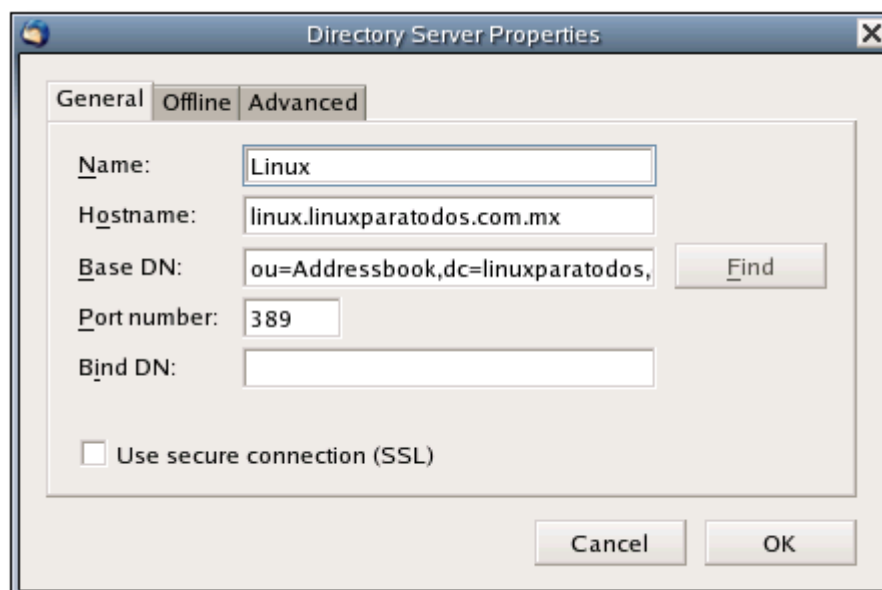 Directory Server Properties
General Offline Advanced
Name: Linux
Hostname: linux.linuxparatodos.com.mx
Base DN: ou=Addressbook,dc=linuxparatodos, Find
Port number: 389
Bind DN:
Use secure connection (SSL)
Cancel OK